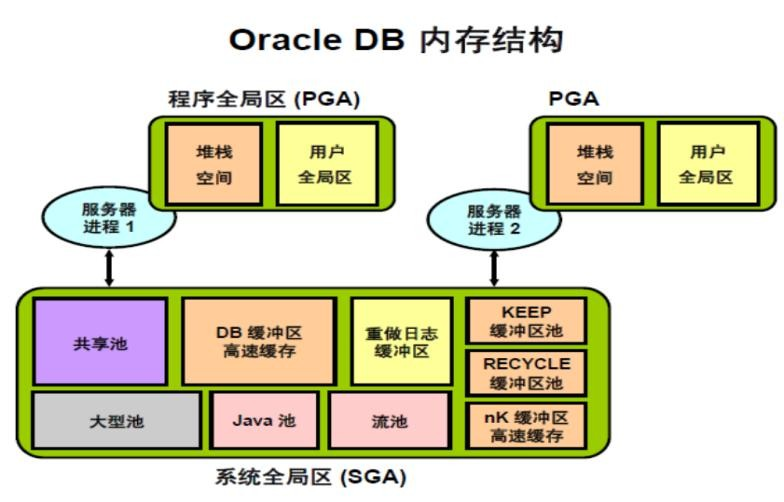 Oracle DB 内存结构
程序全局区 (PGA)
PGA
堆栈
空间
用户
全局区
堆栈
空间
用户
全局区
服务器
进程 1
服务器
进程 2
共享池
DB 缓冲区
高速缓存
重做日志
缓冲区
KEEP
缓冲区池
RECYCLE
缓冲区池
大型池
Java 池
流池
nK 缓冲区
高速缓存
系统全局区 (SGA)